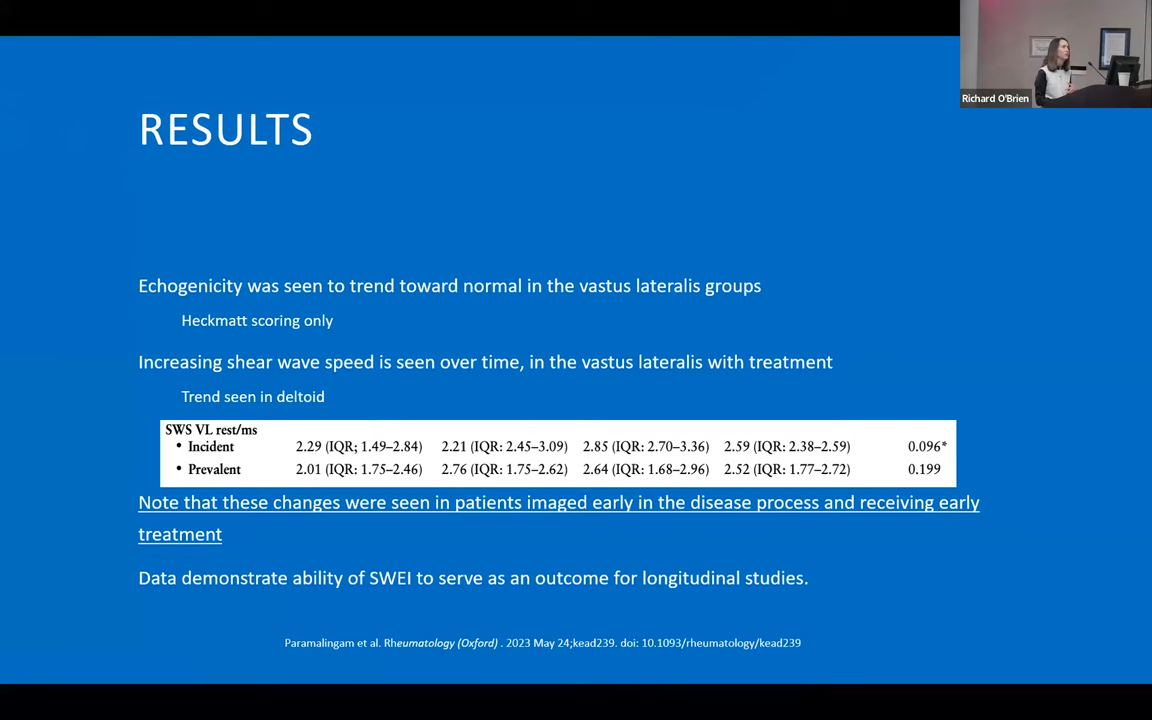 Richard O'Brien
RESULTS
Echogenicity was seen to trend toward normal in the vastus lateralis groups
Heckmatt scoring only
Increasing shear wave speed is seen over time, in the vastus lateralis with treatment
Trend seen in deltoid
SWS VL rest/ms
• Incident 2.29 (IQR; 1.49–2.84) 2.21 (IQR: 2.45–3.09) 2.85 (IQR: 2.70–3.36) 2.59 (IQR: 2.38–2.59) 0.096*
• Prevalent 2.01 (IQR: 1.75–2.46) 2.76 (IQR: 1.75–2.62) 2.64 (IQR: 1.68–2.96) 2.52 (IQR: 1.77–2.72) 0.199
Note that these changes were seen in patients imaged early in the disease process and receiving early
treatment
Data demonstrate ability of SWEI to serve as an outcome for longitudinal studies.
Paramalingam et al. Rheumatology (Oxford) . 2023 May 24;kead239. doi: 10.1093/rheumatology/kead239